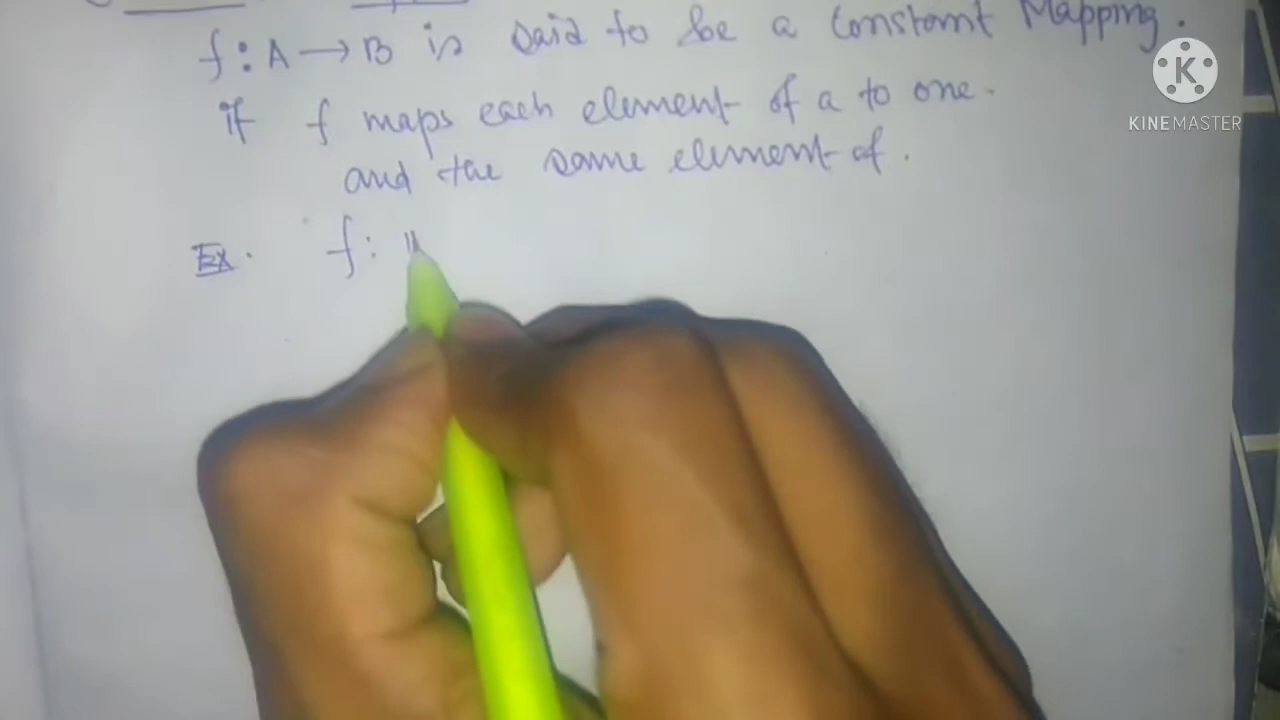 f : A → B is said to be a Constant Mapping.
if f maps each element of a to one.
and the same element of.
Ex. f:
K
KINEMASTER